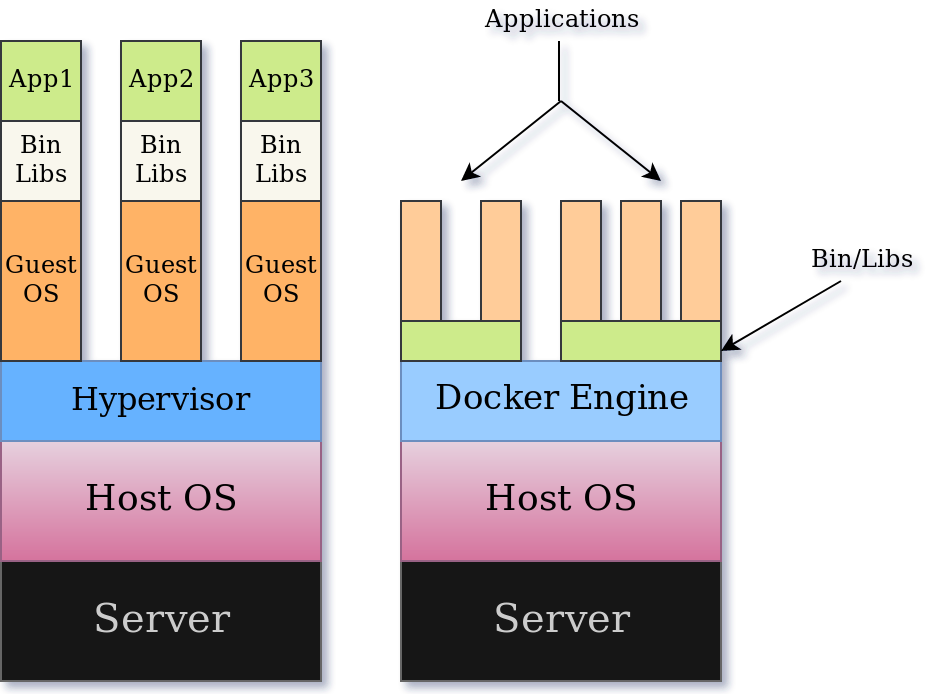 Applications
App1
App2
App3
Bin
Libs
Bin
Libs
Bin
Libs
Guest
OS
Guest
OS
Guest
OS
Bin/Libs
Hypervisor
Docker Engine
Host OS
Host OS
Server
Server